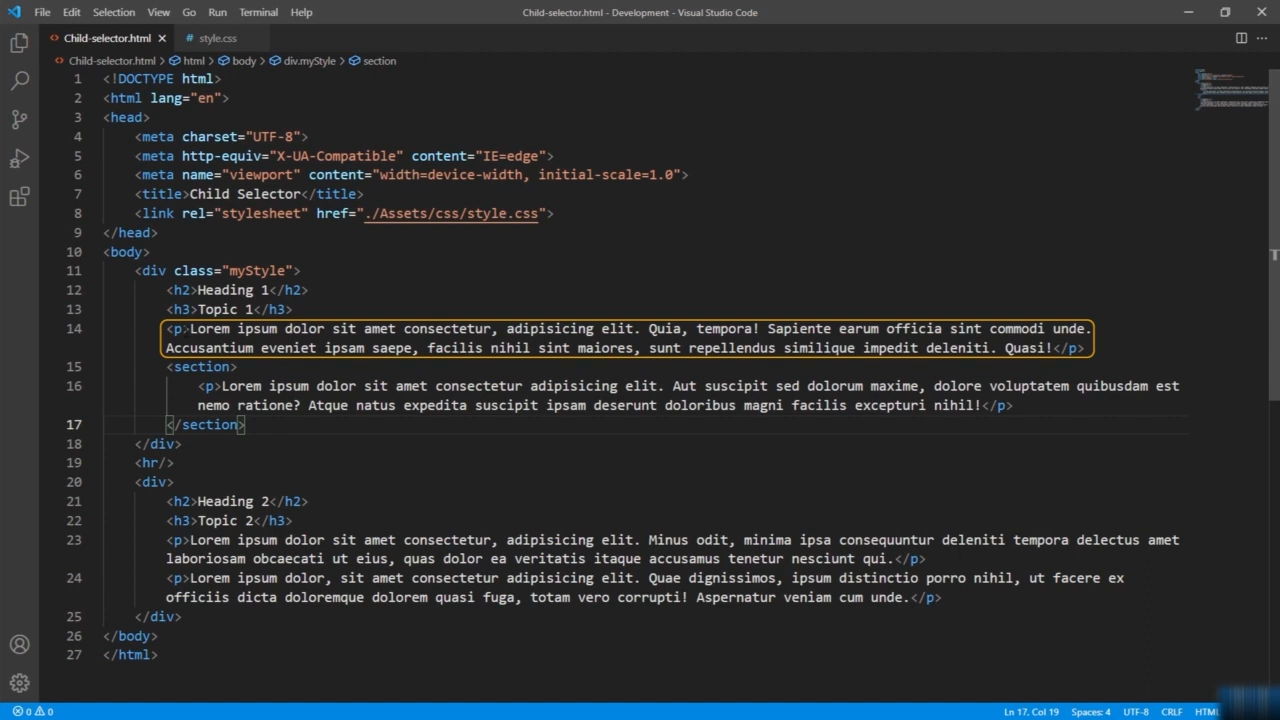 File Edit Selection View Go Run Terminal Help Child-selector.html - Development - Visual Studio Code
Child-selector.html style.css
Child-selector.html > html > body > div.myStyle > section
1 <!DOCTYPE html>
2 <html lang="en">
3 <head>
4 <meta charset="UTF-8">
5 <meta http-equiv="X-UA-Compatible" content="IE=edge">
6 <meta name="viewport" content="width=device-width, initial-scale=1.0">
7 <title>Child Selector</title>
8 <link rel="stylesheet" href="./Assets/css/style.css">
9 </head>
10 <body>
11 <div class="myStyle">
12 <h2>Heading 1</h2>
13 <h3>Topic 1</h3>
14 <p>Lorem ipsum dolor sit amet consectetur, adipisicing elit. Quia, tempora! Sapiente earum officia sint commodi unde.
Accusantium eveniet ipsam saepe, facilis nihil sint maiores, sunt repellendus similique impedit deleniti. Quasi!</p>
15 <section>
16 <p>Lorem ipsum dolor sit amet consectetur adipisicing elit. Aut suscipit sed dolorum maxime, dolore voluptatem quibusdam est
nemo ratione? Atque natus expedita suscipit ipsam deserunt doloribus magni facilis excepturi nihil!</p>
17 </section>
18 </div>
19 <hr/>
20 <div>
21 <h2>Heading 2</h2>
22 <h3>Topic 2</h3>
23 <p>Lorem ipsum dolor sit amet consectetur, adipisicing elit. Minus odit, minima ipsa consequuntur deleniti tempora delectus amet
laboriosam obcaecati ut eius, quas dolor ea veritatis itaque accusamus tenetur nesciunt qui.</p>
24 <p>Lorem ipsum dolor, sit amet consectetur adipisicing elit. Quae dignissimos, ipsum distinctio porro nihil, ut facere ex
officiis dicta doloremque dolorem quasi fuga, totam vero corrupti! Aspernatur veniam cum unde.</p>
25 </div>
26 </body>
27 </html>
0 0 Ln 17, Col 19 Spaces: 4 UTF-8 CRLF HTML